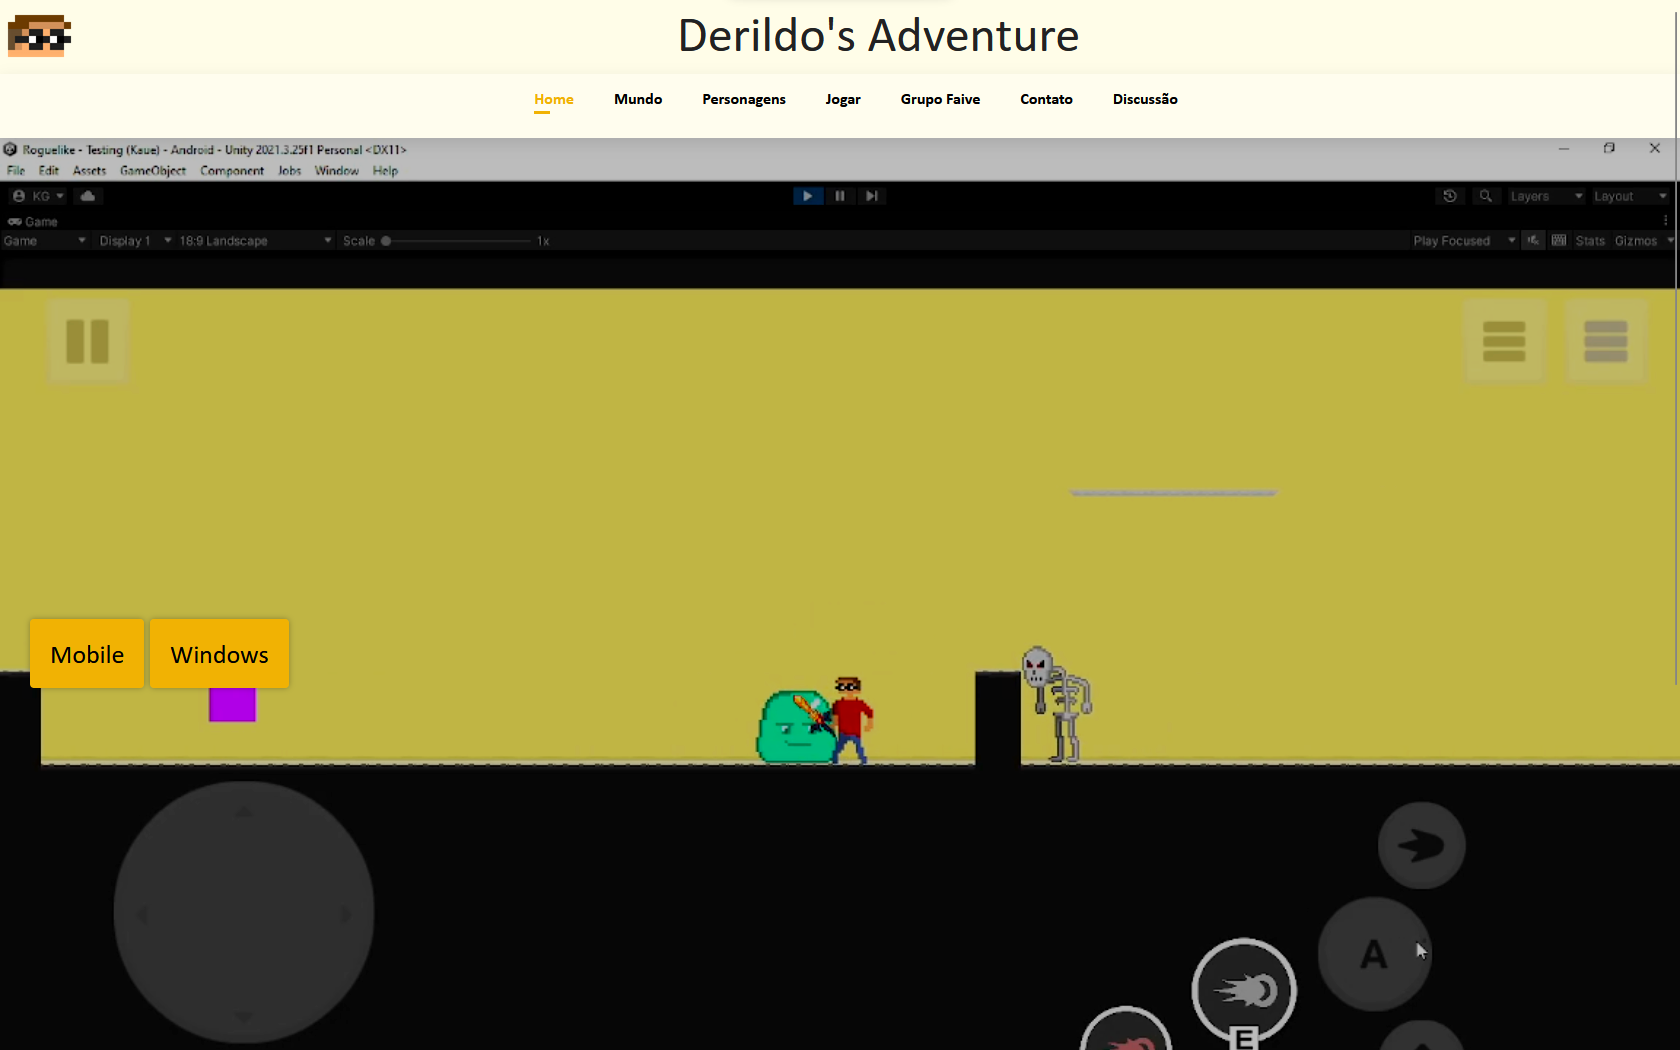 Derildo's Adventure
Home Mundo Personagens Jogar Grupo Faive Contato Discussão
Roguelike - Testing (Kaue) - Android - Unity 2021.3.25f1 Personal <DX11>
File Edit Assets GameObject Component Jobs Window Help
KG Layers Layout
Game
Game Display 1 18:9 Landscape Scale 1x Play Focused Stats Gizmos
Mobile Windows
A
E